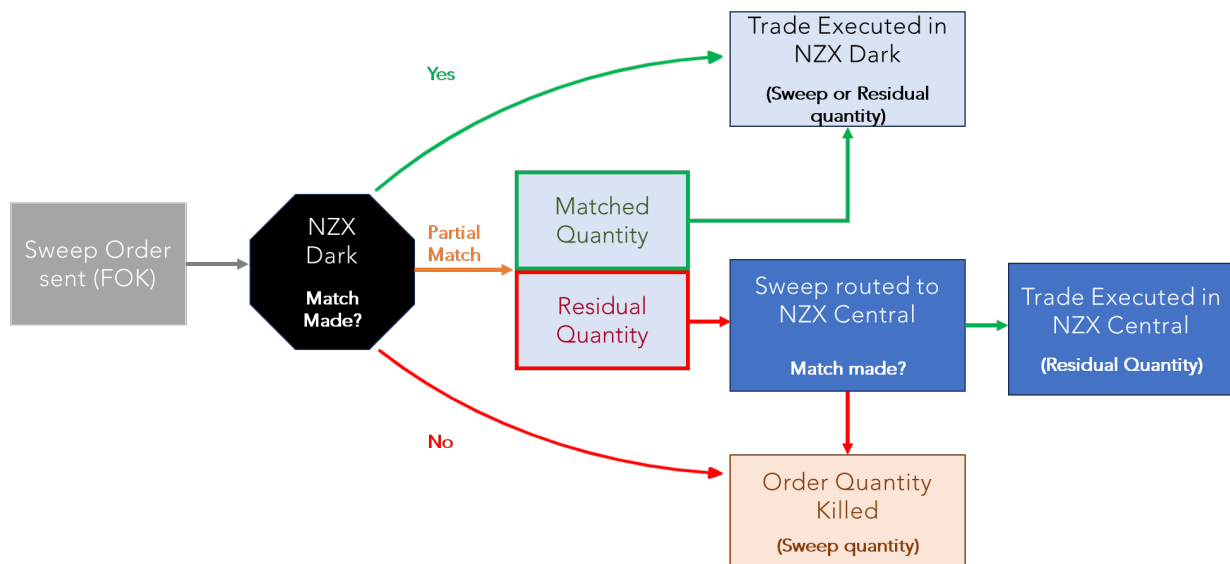 Sweep Order
sent (FOK)
NZX
Dark
Match
Made?
Yes
Partial
Match
No
Matched
Quantity
Residual
Quantity
Trade Executed in
NZX Dark
(Sweep or Residual
quantity)
Sweep routed to
NZX Central
Match made?
Trade Executed in
NZX Central
(Residual Quantity)
Order Quantity
Killed
(Sweep quantity)